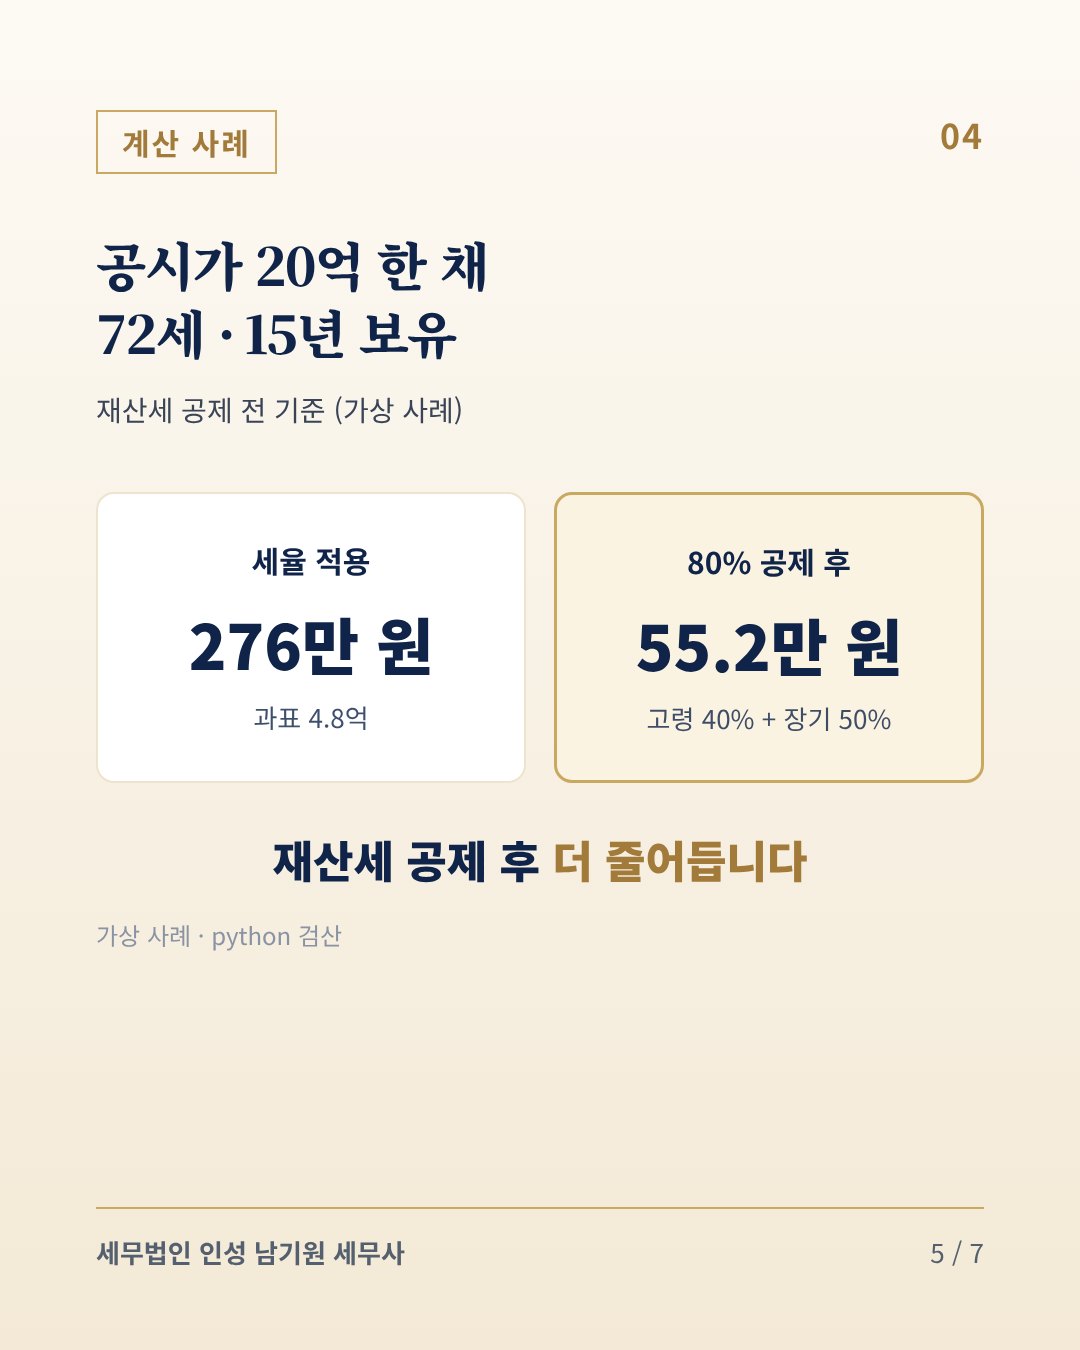 계산 사례
04
공시가 20억 한 채
72세 · 15년 보유
재산세 공제 전 기준 (가상 사례)
세율 적용
276만 원
과표 4.8억
80% 공제 후
55.2만 원
고령 40% + 장기 50%
재산세 공제 후 더 줄어듭니다
가상 사례 · python 검산
세무법인 인성 남기원 세무사
5 / 7